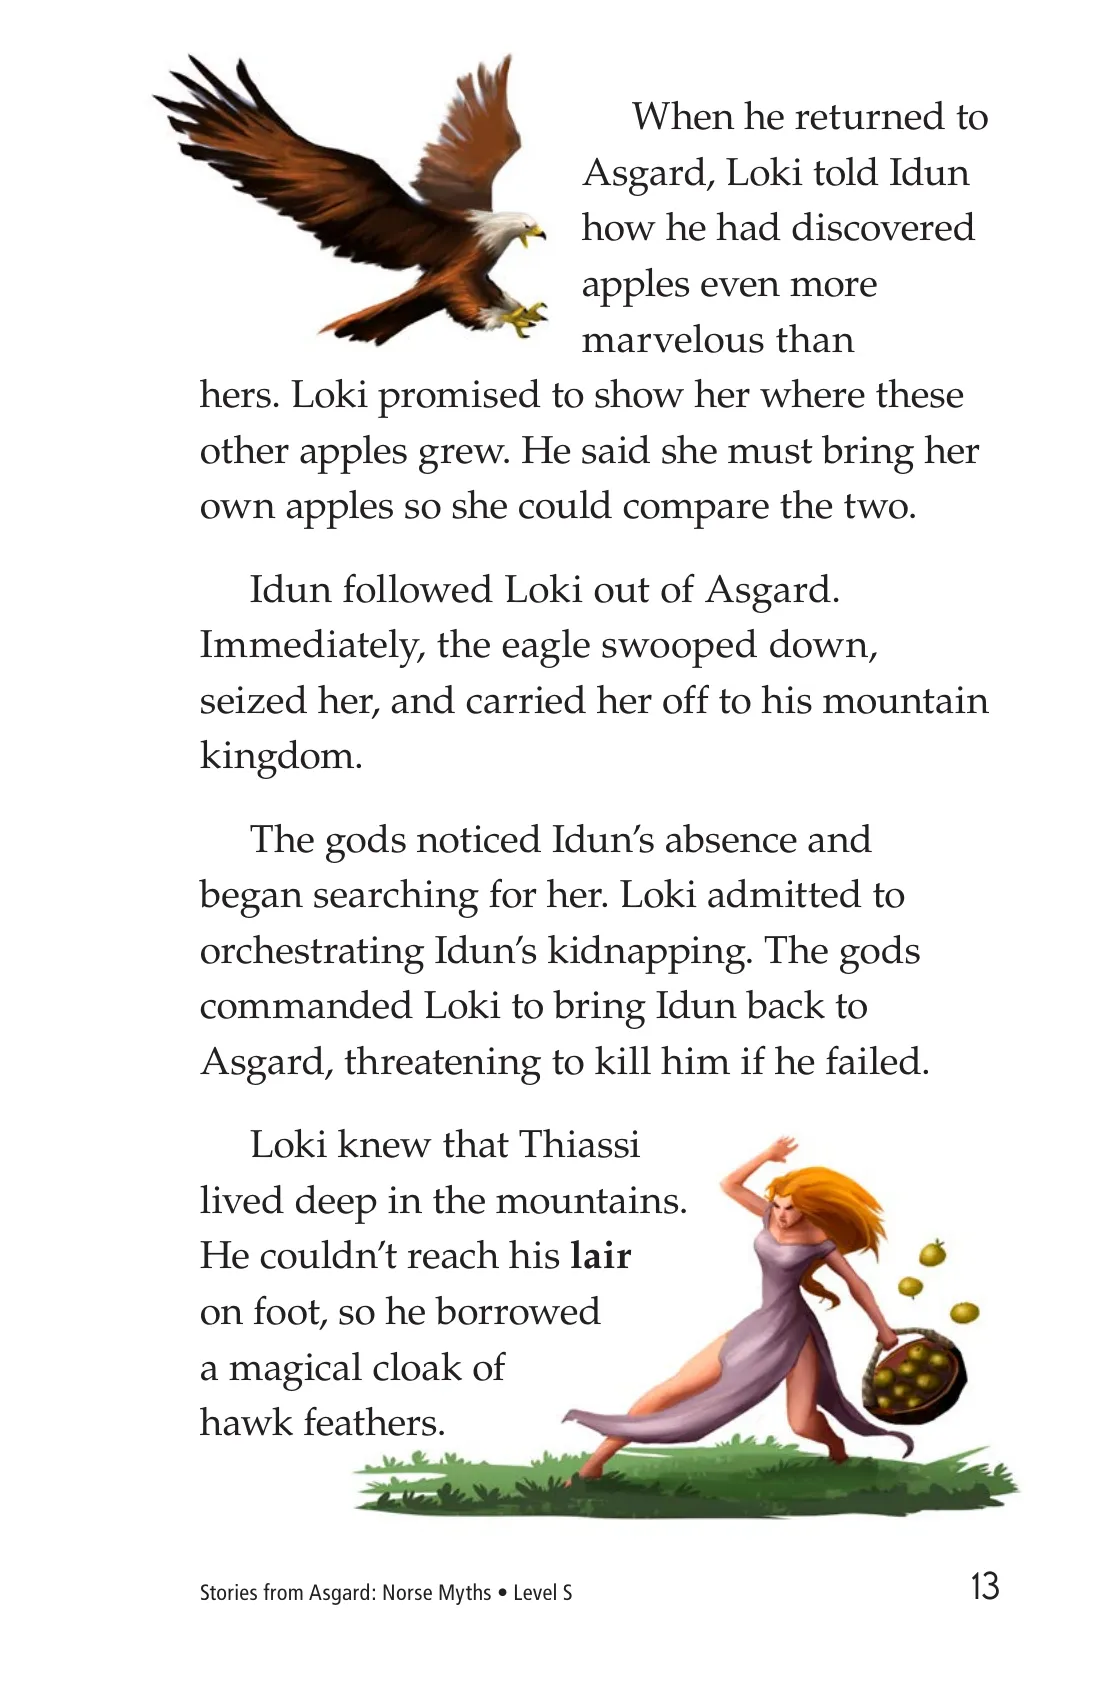 When he returned to
Asgard, Loki told Idun
how he had discovered
apples even more
marvelous than
hers. Loki promised to show her where these
other apples grew. He said she must bring her
own apples so she could compare the two.
Idun followed Loki out of Asgard.
Immediately, the eagle swooped down,
seized her, and carried her off to his mountain
kingdom.
The gods noticed Idun’s absence and
began searching for her. Loki admitted to
orchestrating Idun’s kidnapping. The gods
commanded Loki to bring Idun back to
Asgard, threatening to kill him if he failed.
Loki knew that Thiassi
lived deep in the mountains.
He couldn’t reach his lair
on foot, so he borrowed
a magical cloak of
hawk feathers.
Stories from Asgard: Norse Myths • Level S 13